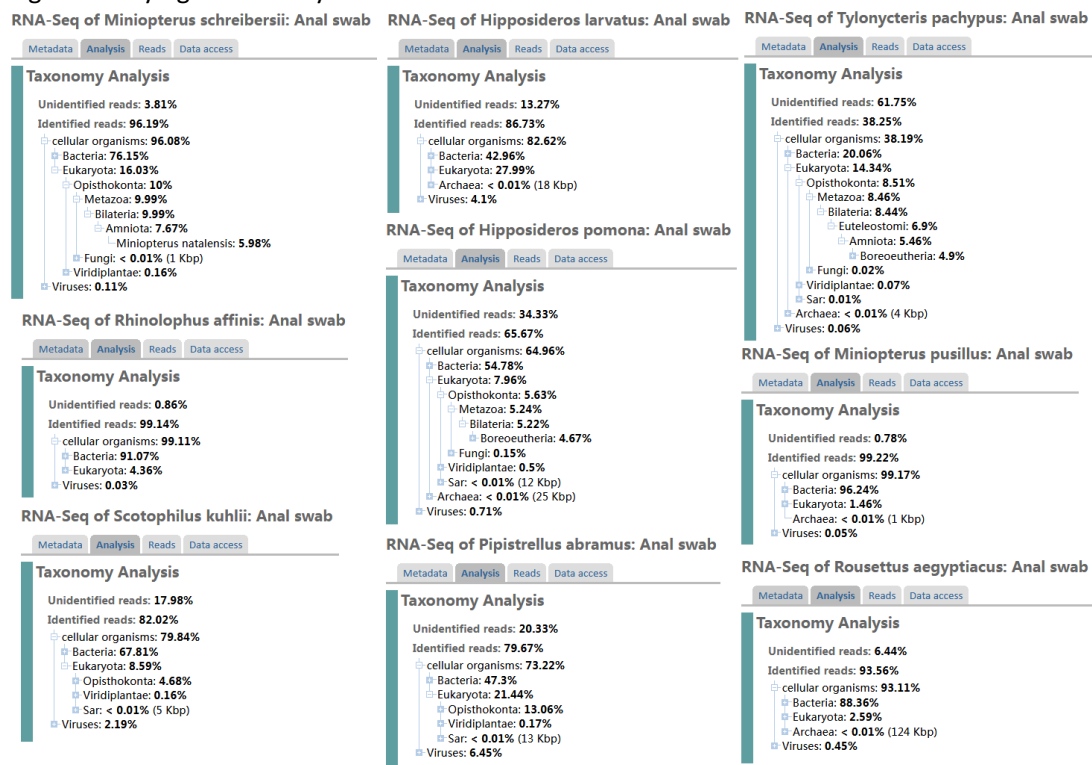 RNA-Seq of Miniopterus schreibersii: Anal swab
Metadata Analysis Reads Data access
Taxonomy Analysis
Unidentified reads: 3.81%
Identified reads: 96.19%
cellular organisms: 96.08%
Bacteria: 76.15%
Eukaryota: 16.03%
Opisthokonta: 10%
Metazoa: 9.99%
Bilateria: 9.99%
Amniota: 7.67%
Miniopterus natalensis: 5.98%
Fungi: < 0.01% (1 Kbp)
Viridiplantae: 0.16%
Viruses: 0.11%
RNA-Seq of Rhinolophus affinis: Anal swab
Metadata Analysis Reads Data access
Taxonomy Analysis
Unidentified reads: 0.86%
Identified reads: 99.14%
cellular organisms: 99.11%
Bacteria: 91.07%
Eukaryota: 4.36%
Viruses: 0.03%
RNA-Seq of Scotophilus kuhlii: Anal swab
Metadata Analysis Reads Data access
Taxonomy Analysis
Unidentified reads: 17.98%
Identified reads: 82.02%
cellular organisms: 79.84%
Bacteria: 67.81%
Eukaryota: 8.59%
Opisthokonta: 4.68%
Viridiplantae: 0.16%
Sar: < 0.01% (5 Kbp)
Viruses: 2.19%
RNA-Seq of Hipposideros larvatus: Anal swab
Metadata Analysis Reads Data access
Taxonomy Analysis
Unidentified reads: 13.27%
Identified reads: 86.73%
cellular organisms: 82.62%
Bacteria: 42.96%
Eukaryota: 27.99%
Archaea: < 0.01% (18 Kbp)
Viruses: 4.1%
RNA-Seq of Hipposideros pomona: Anal swab
Metadata Analysis Reads Data access
Taxonomy Analysis
Unidentified reads: 34.33%
Identified reads: 65.67%
cellular organisms: 64.96%
Bacteria: 54.78%
Eukaryota: 7.96%
Opisthokonta: 5.63%
Metazoa: 5.24%
Bilateria: 5.22%
Boreoeutheria: 4.67%
Fungi: 0.15%
Viridiplantae: 0.5%
Sar: < 0.01% (12 Kbp)
Archaea: < 0.01% (25 Kbp)
Viruses: 0.71%
RNA-Seq of Pipistrellus abramus: Anal swab
Metadata Analysis Reads Data access
Taxonomy Analysis
Unidentified reads: 20.33%
Identified reads: 79.67%
cellular organisms: 73.22%
Bacteria: 47.3%
Eukaryota: 21.44%
Opisthokonta: 13.06%
Viridiplantae: 0.17%
Sar: < 0.01% (13 Kbp)
Viruses: 6.45%
RNA-Seq of Tylonycteris pachypus: Anal swab
Metadata Analysis Reads Data access
Taxonomy Analysis
Unidentified reads: 61.75%
Identified reads: 38.25%
cellular organisms: 38.19%
Bacteria: 20.06%
Eukaryota: 14.34%
Opisthokonta: 8.51%
Metazoa: 8.46%
Bilateria: 8.44%
Euteleostomi: 6.9%
Amniota: 5.46%
Boreoeutheria: 4.9%
Fungi: 0.02%
Viridiplantae: 0.07%
Sar: 0.01%
Archaea: < 0.01% (4 Kbp)
Viruses: 0.06%
RNA-Seq of Miniopterus pusillus: Anal swab
Metadata Analysis Reads Data access
Taxonomy Analysis
Unidentified reads: 0.78%
Identified reads: 99.22%
cellular organisms: 99.17%
Bacteria: 96.24%
Eukaryota: 1.46%
Archaea: < 0.01% (1 Kbp)
Viruses: 0.05%
RNA-Seq of Rousettus aegyptiacus: Anal swab
Metadata Analysis Reads Data access
Taxonomy Analysis
Unidentified reads: 6.44%
Identified reads: 93.56%
cellular organisms: 93.11%
Bacteria: 88.36%
Eukaryota: 2.59%
Archaea: < 0.01% (124 Kbp)
Viruses: 0.45%